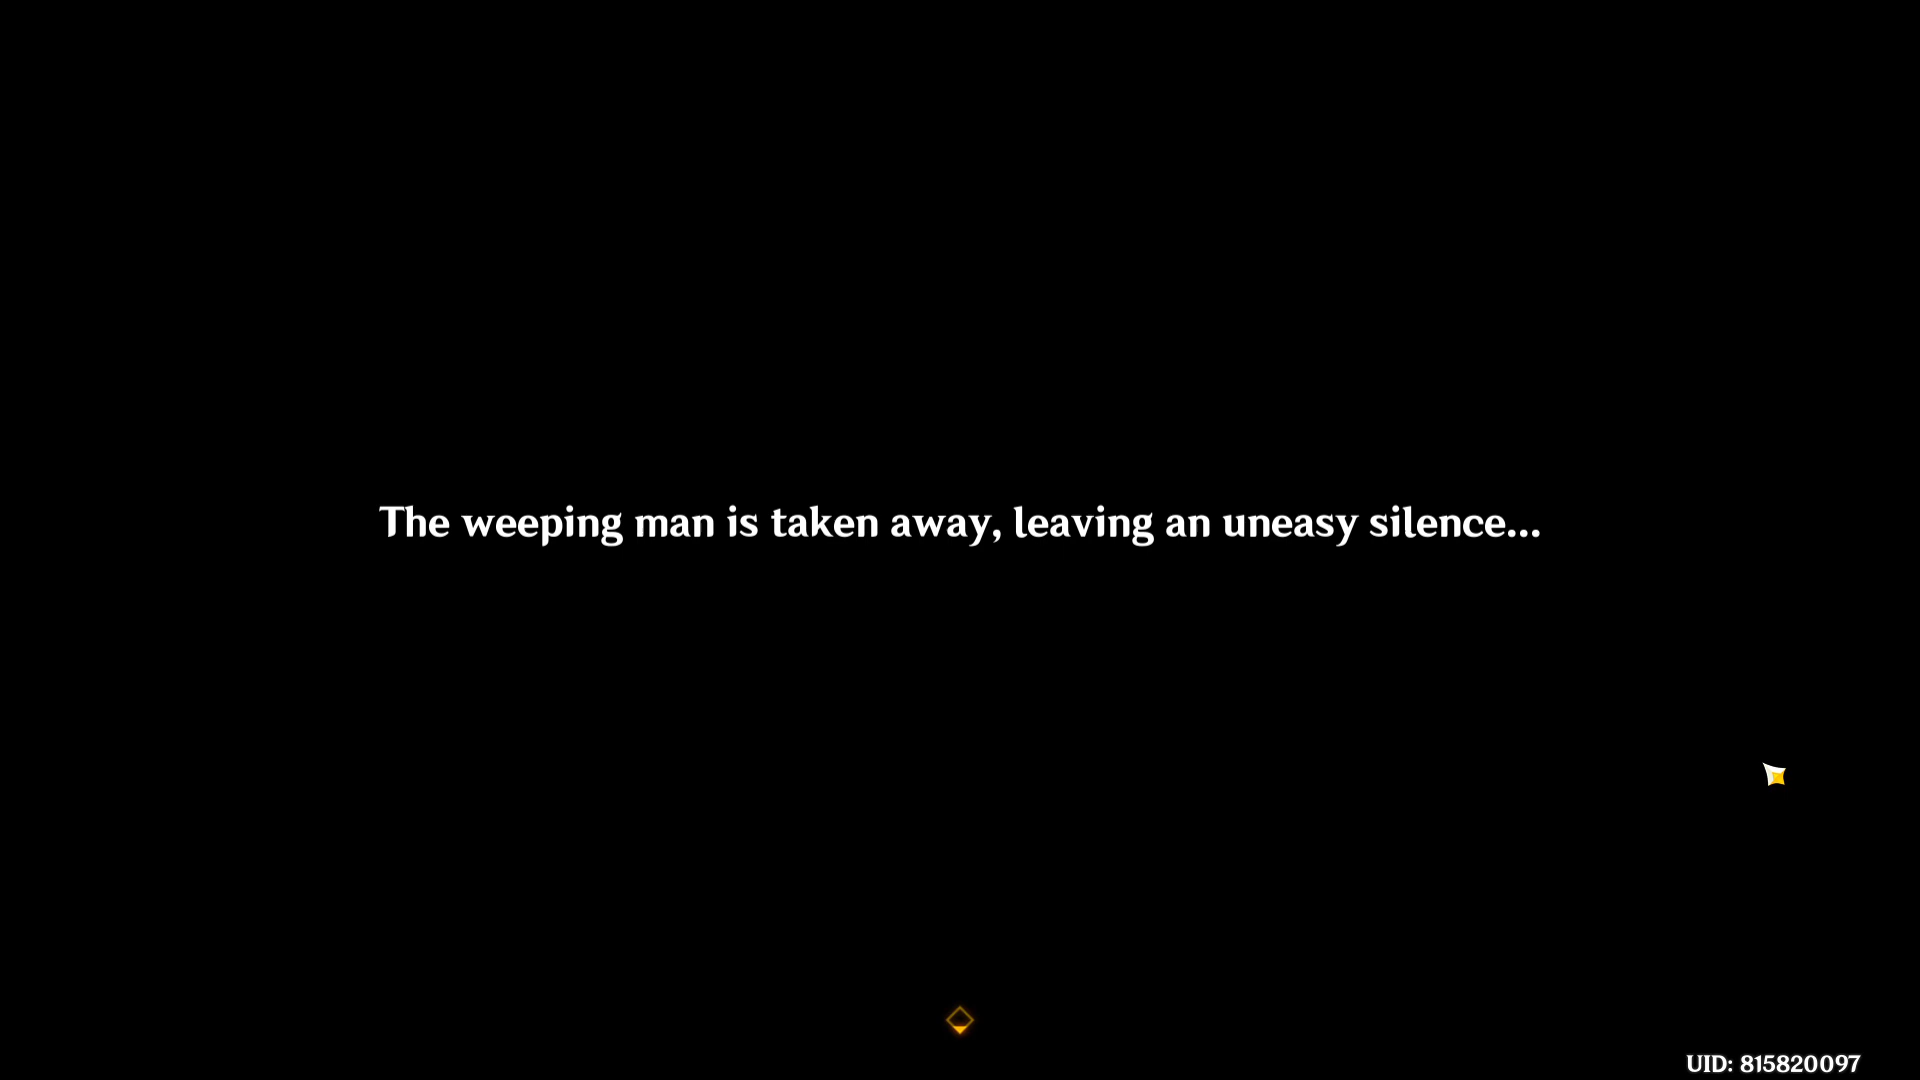 The weeping man is taken away, leaving an uneasy silence...
UID: 815820097